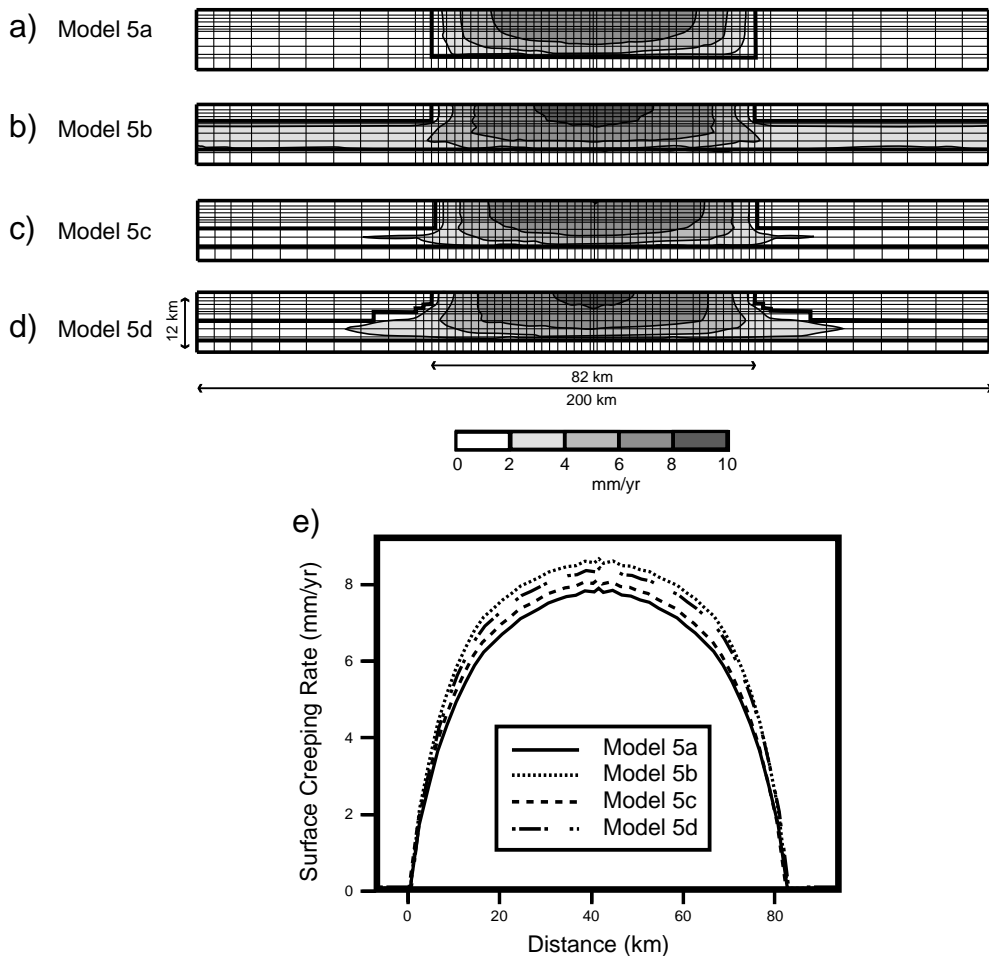 a) Model 5a
b) Model 5b
c) Model 5c
d) Model 5d
12 km
82 km
200 km
0 2 4 6 8 10
mm/yr
e)
Surface Creeping Rate (mm/yr)
8
6
4
2
0
Model 5a
Model 5b
Model 5c
Model 5d
0 20 40 60 80
Distance (km)